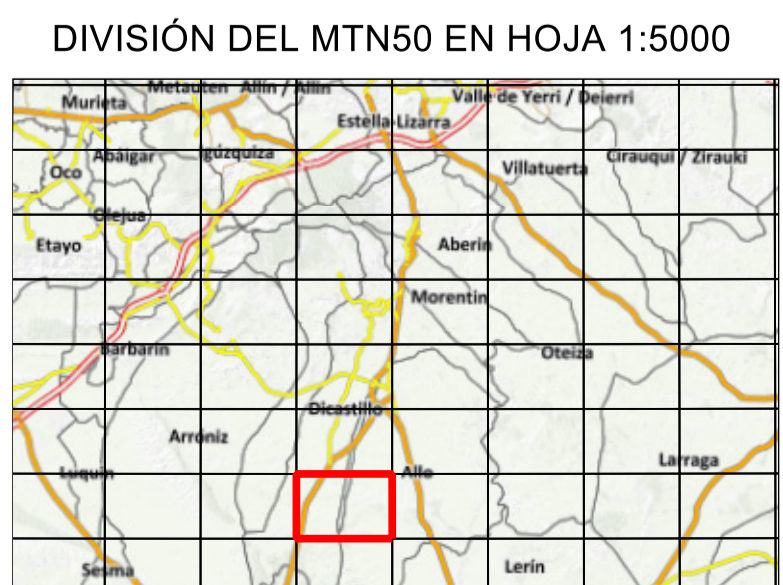 DIVISIÓN DEL MTN50 EN HOJA 1:5000
Metauten
Allín / Allin
Murieta
Valle de Yerri / Deierri
Estella-Lizarra
Abáigar
Igúzquiza
Cirauqui / Zirauki
Oco
Villatuerta
Olejua
Etayo
Aberin
Morentin
Barbarin
Oteiza
Dicastillo
Arróniz
Larraga
Luquin
Allo
Lerín
Sesma